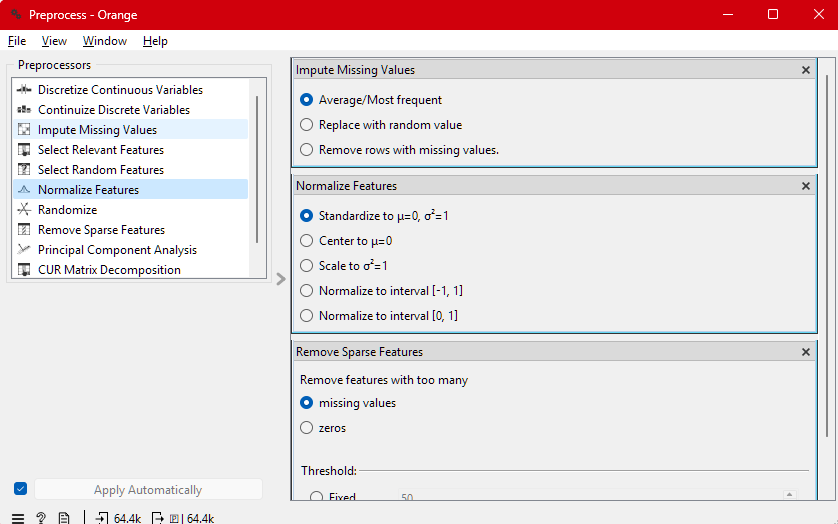 Preprocess - Orange
File View Window Help
Preprocessors
Discretize Continuous Variables
Continuize Discrete Variables
Impute Missing Values
Select Relevant Features
Select Random Features
Normalize Features
Randomize
Remove Sparse Features
Principal Component Analysis
CUR Matrix Decomposition
Apply Automatically
64.4k 64.4k
Impute Missing Values
Average/Most frequent
Replace with random value
Remove rows with missing values.
Normalize Features
Standardize to μ=0, σ²=1
Center to μ=0
Scale to σ²=1
Normalize to interval [-1, 1]
Normalize to interval [0, 1]
Remove Sparse Features
Remove features with too many
missing values
zeros
Threshold:
Fixed 50